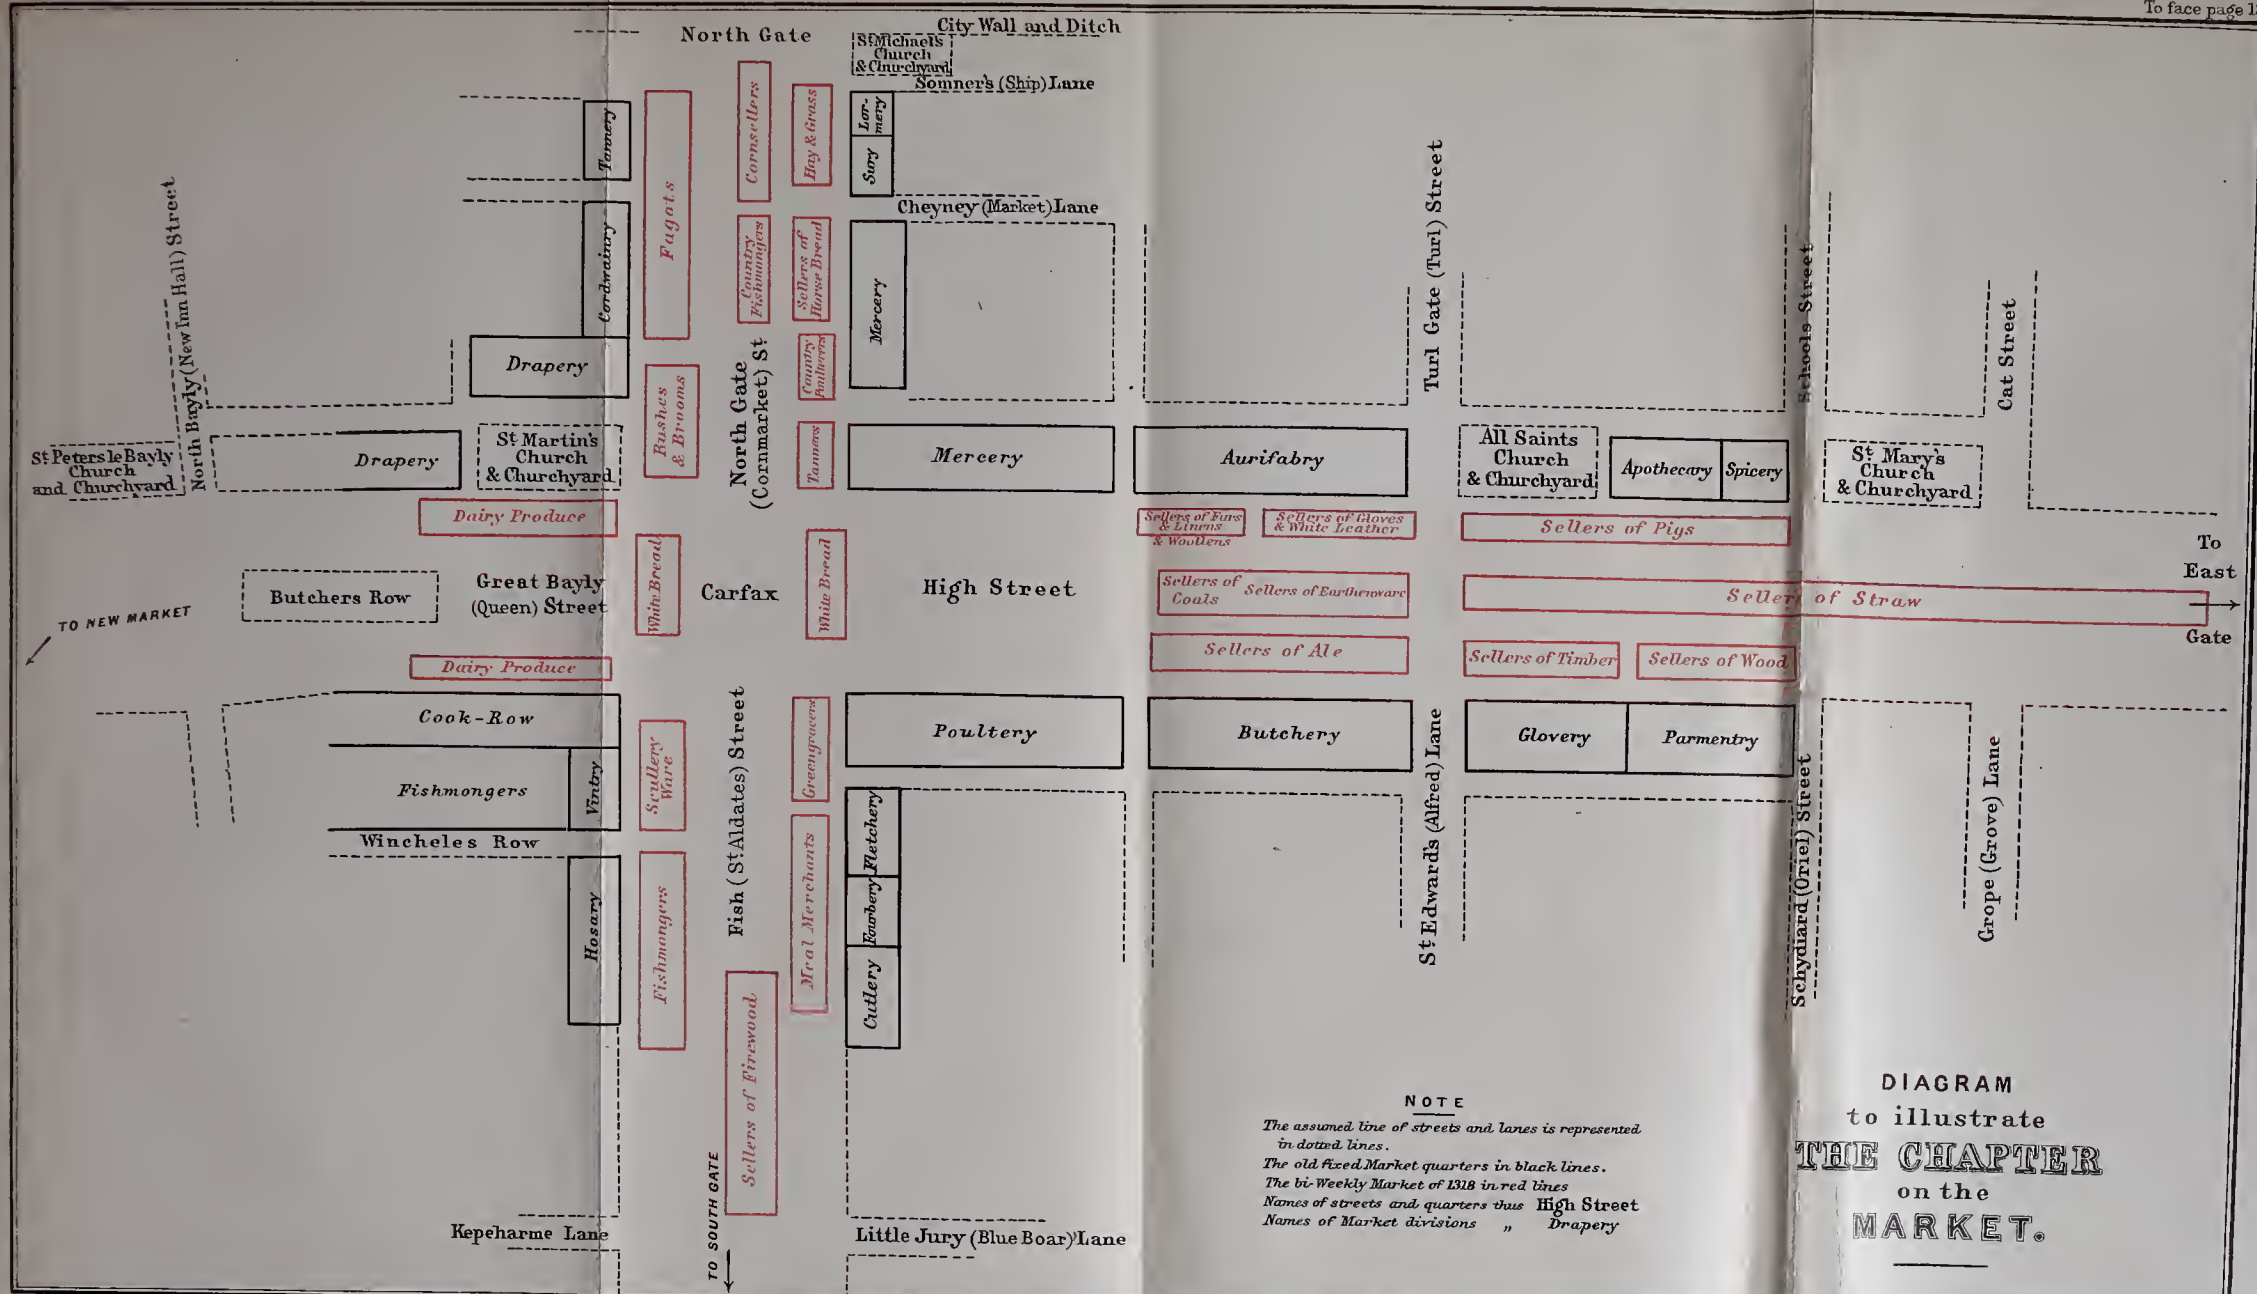 To face page 1
North Gate
City Wall and Ditch
St Michael's
Church
& Churchyard
Somner's (Ship) Lane
Tannery
Fagots
Cornsellers
Hay & Grass
Lor-
mery
Sury
Cheyney (Market) Lane
Cordwainry
Country
Fishmongers
Sellers of
Horse Bread
Mercery
Drapery
Rushes
& Brooms
North Gate
(Cornmarket) St
Country
Poulterers
Tanners
North Bayly (New Inn Hall) Street
Turl Gate (Turl) Street
Schools Street
Cat Street
St Peters le Bayly
Church
and Churchyard
Drapery
St Martin's
Church
& Churchyard
Mercery
Aurifabry
All Saints
Church
& Churchyard
Apothecary
Spicery
St Mary's
Church
& Churchyard
Dairy Produce
Sellers of Furs
& Linens
& Woollens
Sellers of Gloves
& White Leather
Sellers of Pigs
To
East
Gate
Butchers Row
Great Bayly
(Queen) Street
White Bread
Carfax
White Bread
High Street
Sellers of
Coals
Sellers of Earthenware
Sellers of Straw
TO NEW MARKET
Dairy Produce
Sellers of Ale
Sellers of Timber
Sellers of Wood
Cook-Row
Fishmongers
Vintry
Wincheles Row
Hosary
Scullery
Ware
Fishmongers
Fish (St Aldates) Street
Greengrocers
Meal Merchants
Poultery
Butchery
St Edward's (Alfred) Lane
Glovery
Parmentry
Schydiard (Oriel) Street
Grope (Grove) Lane
Fletchery
Fourbery
Cutlery
Sellers of Firewood
TO SOUTH GATE
Kepeharme Lane
Little Jury (Blue Boar) Lane
NOTE
The assumed line of streets and lanes is represented
in dotted lines.
The old fixed Market quarters in black lines.
The bi-Weekly Market of 1318 in red lines
Names of streets and quarters thus High Street
Names of Market divisions „ Drapery
DIAGRAM
to illustrate
THE CHAPTER
on the
MARKET.